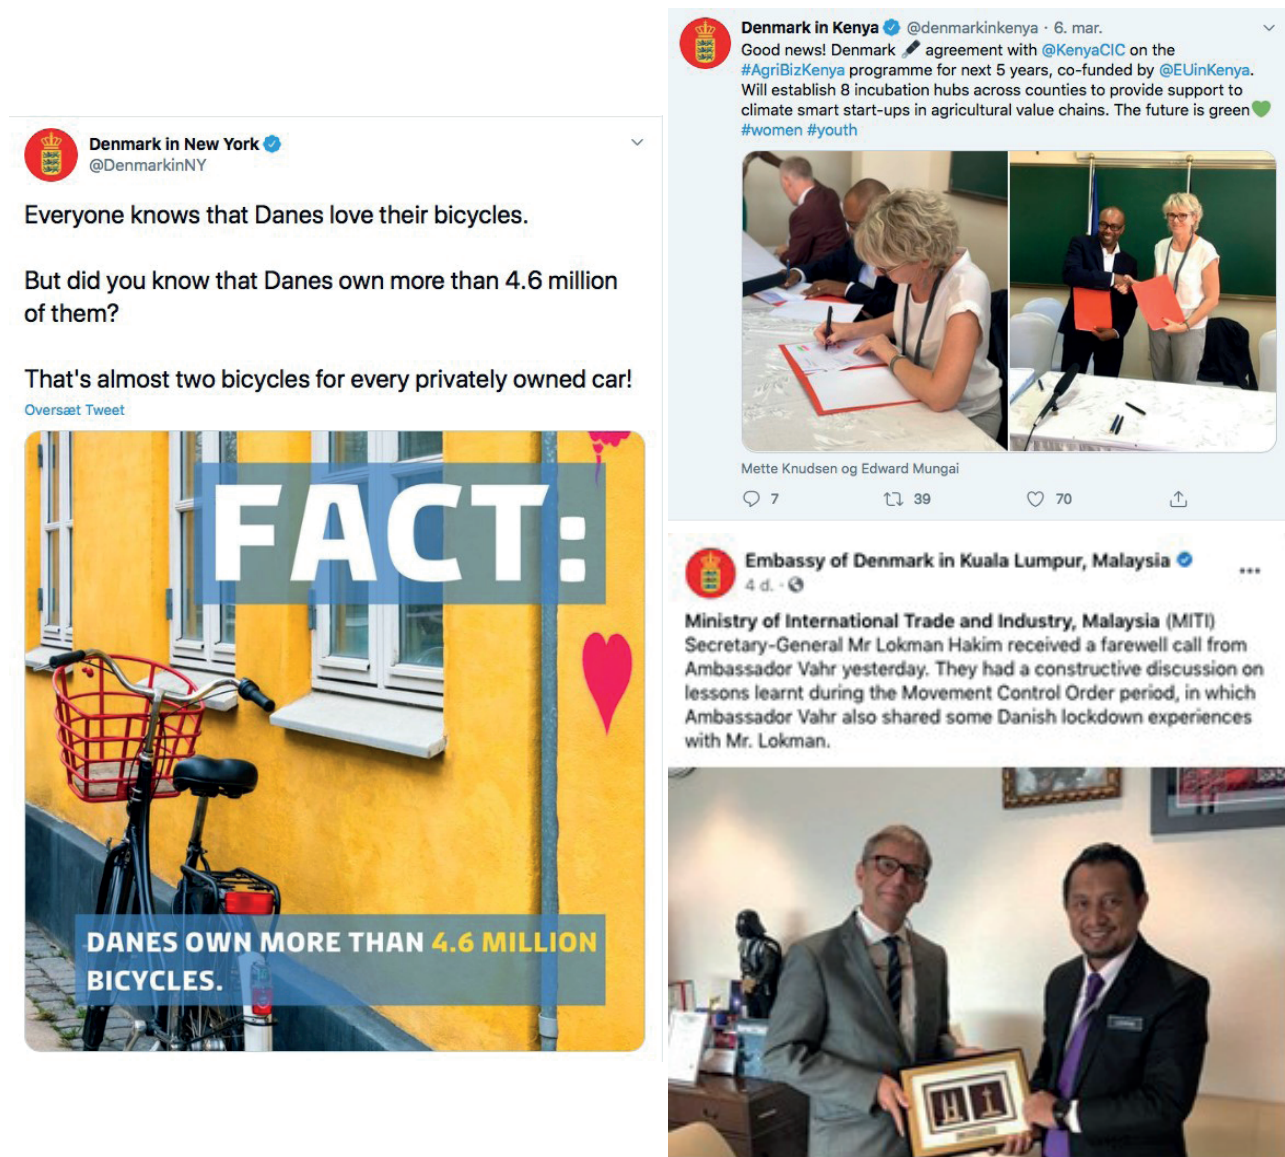 Denmark in New York
@DenmarkinNY
Everyone knows that Danes love their bicycles.
But did you know that Danes own more than 4.6 million
of them?
That's almost two bicycles for every privately owned car!
Oversæt Tweet
FACT:
DANES OWN MORE THAN 4.6 MILLION
BICYCLES.
Denmark in Kenya @denmarkinkenya · 6. mar.
Good news! Denmark 🖋 agreement with @KenyaCIC on the
#AgriBizKenya programme for next 5 years, co-funded by @EUinKenya.
Will establish 8 incubation hubs across counties to provide support to
climate smart start-ups in agricultural value chains. The future is green💚
#women #youth
Mette Knudsen og Edward Mungai
7 39 70
Embassy of Denmark in Kuala Lumpur, Malaysia
4 d. ·
Ministry of International Trade and Industry, Malaysia (MITI)
Secretary-General Mr Lokman Hakim received a farewell call from
Ambassador Vahr yesterday. They had a constructive discussion on
lessons learnt during the Movement Control Order period, in which
Ambassador Vahr also shared some Danish lockdown experiences
with Mr. Lokman.